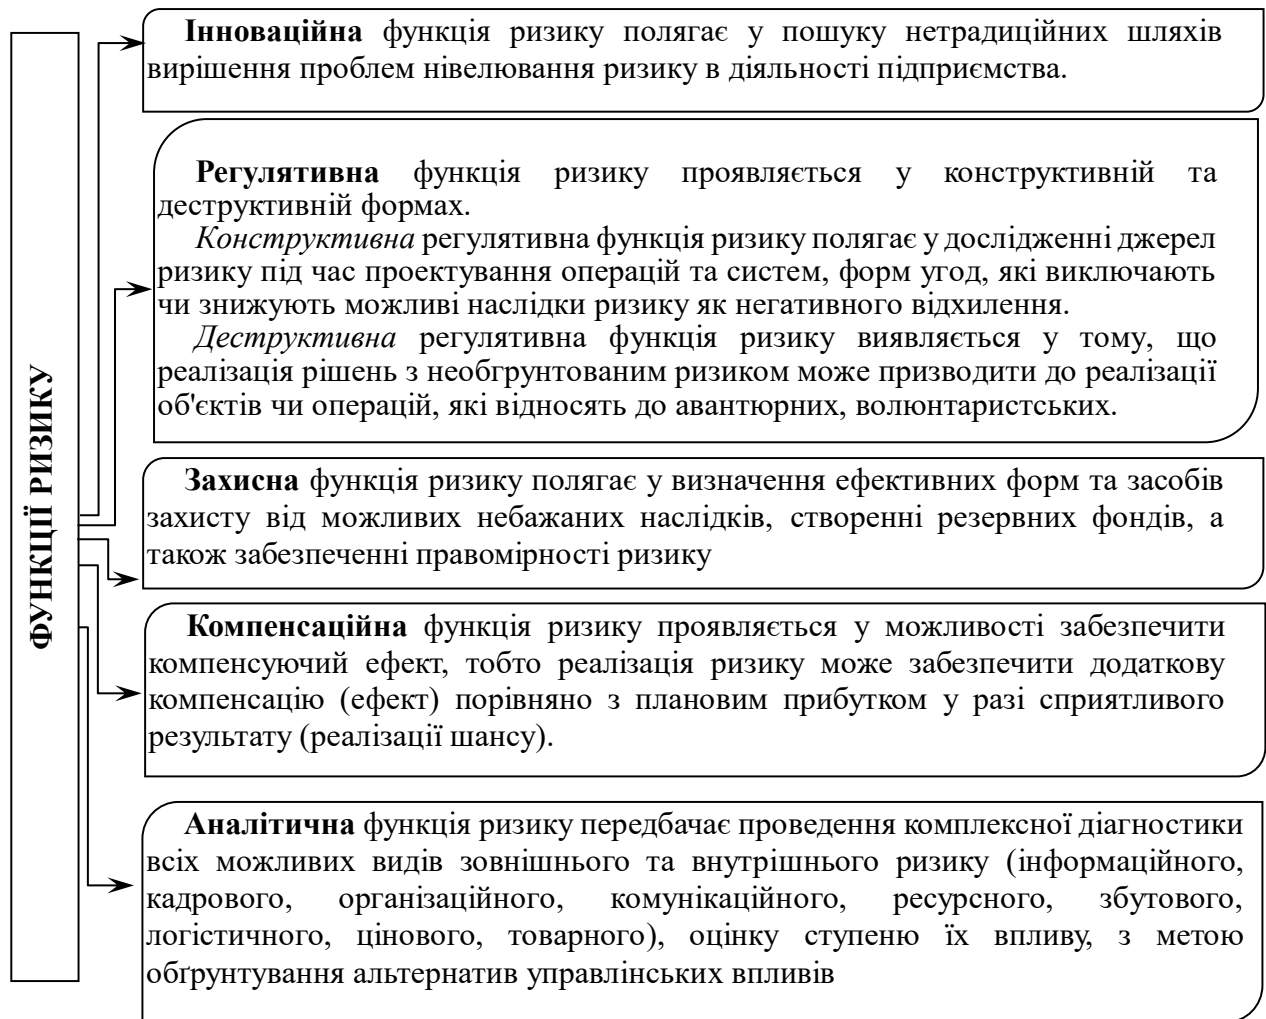 ФУНКЦІЇ РИЗИКУ
Інноваційна функція ризику полягає у пошуку нетрадиційних шляхів
вирішення проблем нівелювання ризику в діяльності підприємства.
Регулятивна функція ризику проявляється у конструктивній та
деструктивній формах.
Конструктивна регулятивна функція ризику полягає у дослідженні джерел
ризику під час проектування операцій та систем, форм угод, які виключають
чи знижують можливі наслідки ризику як негативного відхилення.
Деструктивна регулятивна функція ризику виявляється у тому, що
реалізація рішень з необгрунтованим ризиком може призводити до реалізації
об'єктів чи операцій, які відносять до авантюрних, волюнтаристських.
Захисна функція ризику полягає у визначення ефективних форм та засобів
захисту від можливих небажаних наслідків, створенні резервних фондів, а
також забезпеченні правомірності ризику
Компенсаційна функція ризику проявляється у можливості забезпечити
компенсуючий ефект, тобто реалізація ризику може забезпечити додаткову
компенсацію (ефект) порівняно з плановим прибутком у разі сприятливого
результату (реалізації шансу).
Аналітична функція ризику передбачає проведення комплексної діагностики
всіх можливих видів зовнішнього та внутрішнього ризику (інформаційного,
кадрового, організаційного, комунікаційного, ресурсного, збутового,
логістичного, цінового, товарного), оцінку ступеню їх впливу, з метою
обґрунтування альтернатив управлінських впливів